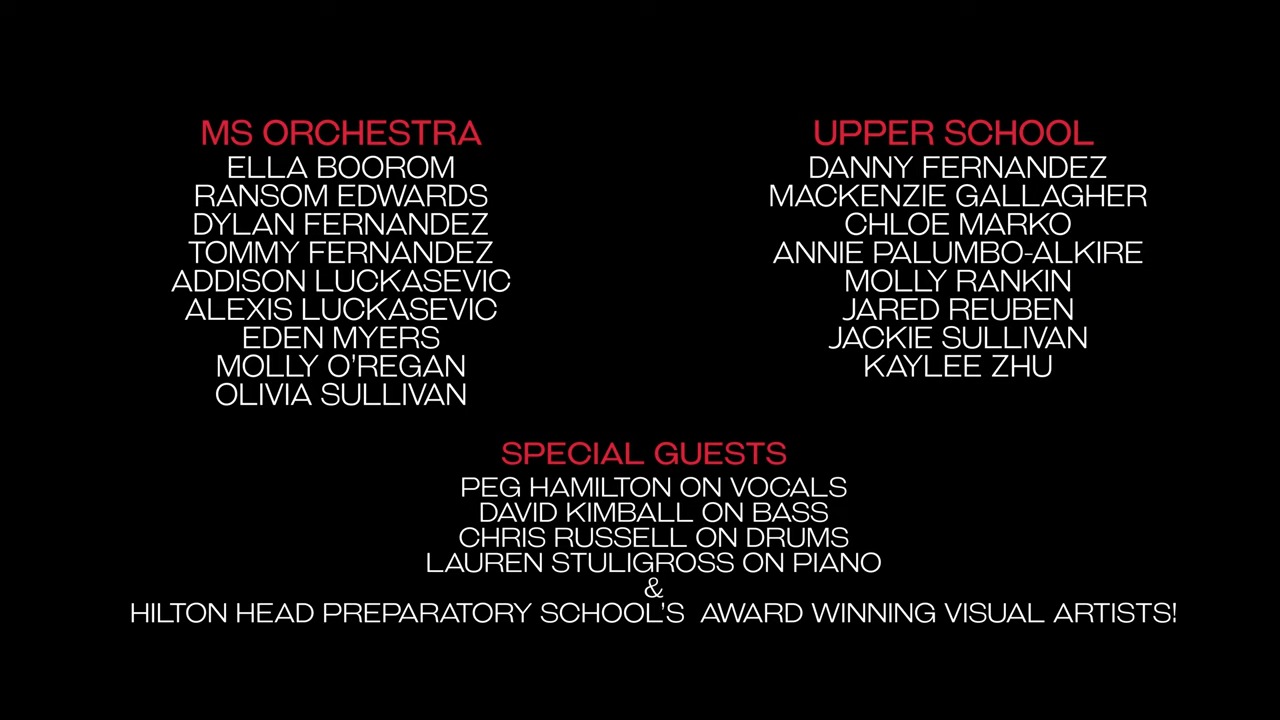 MS ORCHESTRA
ELLA BOOROM
RANSOM EDWARDS
DYLAN FERNANDEZ
TOMMY FERNANDEZ
ADDISON LUCKASEVIC
ALEXIS LUCKASEVIC
EDEN MYERS
MOLLY O'REGAN
OLIVIA SULLIVAN
UPPER SCHOOL
DANNY FERNANDEZ
MACKENZIE GALLAGHER
CHLOE MARKO
ANNIE PALUMBO-ALKIRE
MOLLY RANKIN
JARED REUBEN
JACKIE SULLIVAN
KAYLEE ZHU
SPECIAL GUESTS
PEG HAMILTON ON VOCALS
DAVID KIMBALL ON BASS
CHRIS RUSSELL ON DRUMS
LAUREN STULIGROSS ON PIANO
&
HILTON HEAD PREPARATORY SCHOOL'S AWARD WINNING VISUAL ARTISTS!